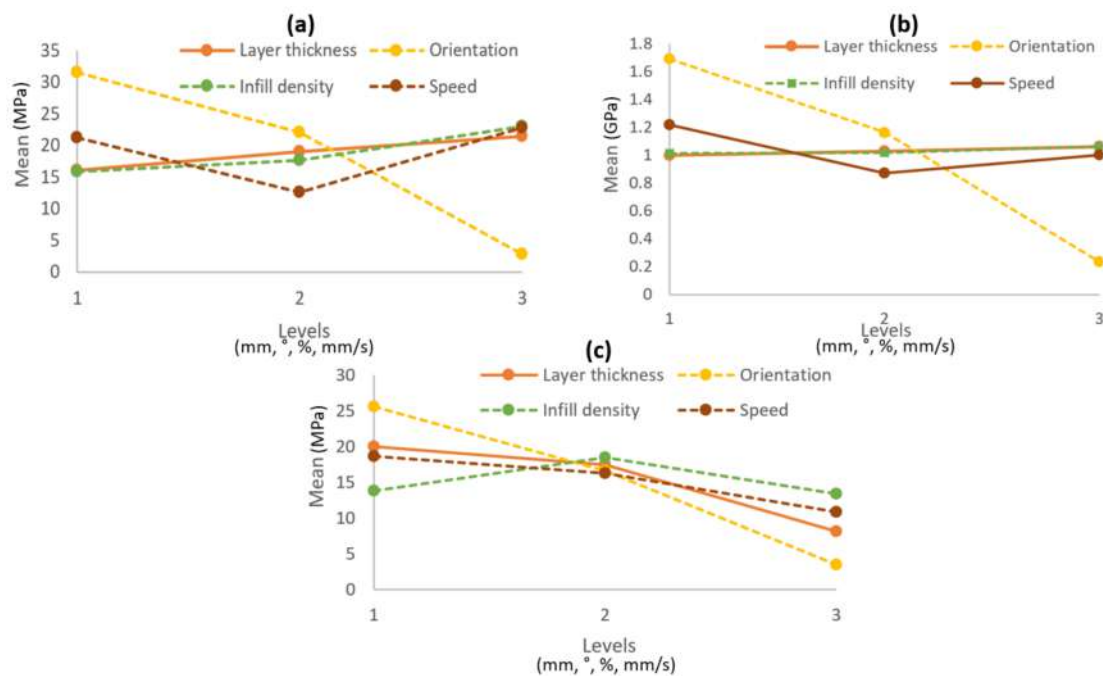 (a)
Layer thickness
Orientation
Infill density
Speed
35
30
25
20
15
10
5
0
Mean (MPa)
1
2
3
Levels
(mm, °, %, mm/s)
(b)
Layer thickness
Orientation
Infill density
Speed
1.8
1.6
1.4
1.2
1
0.8
0.6
0.4
0.2
0
Mean (GPa)
1
2
3
Levels
(mm, °, %, mm/s)
(c)
Layer thickness
Orientation
Infill density
Speed
30
25
20
15
10
5
0
Mean (MPa)
1
2
3
Levels
(mm, °, %, mm/s)